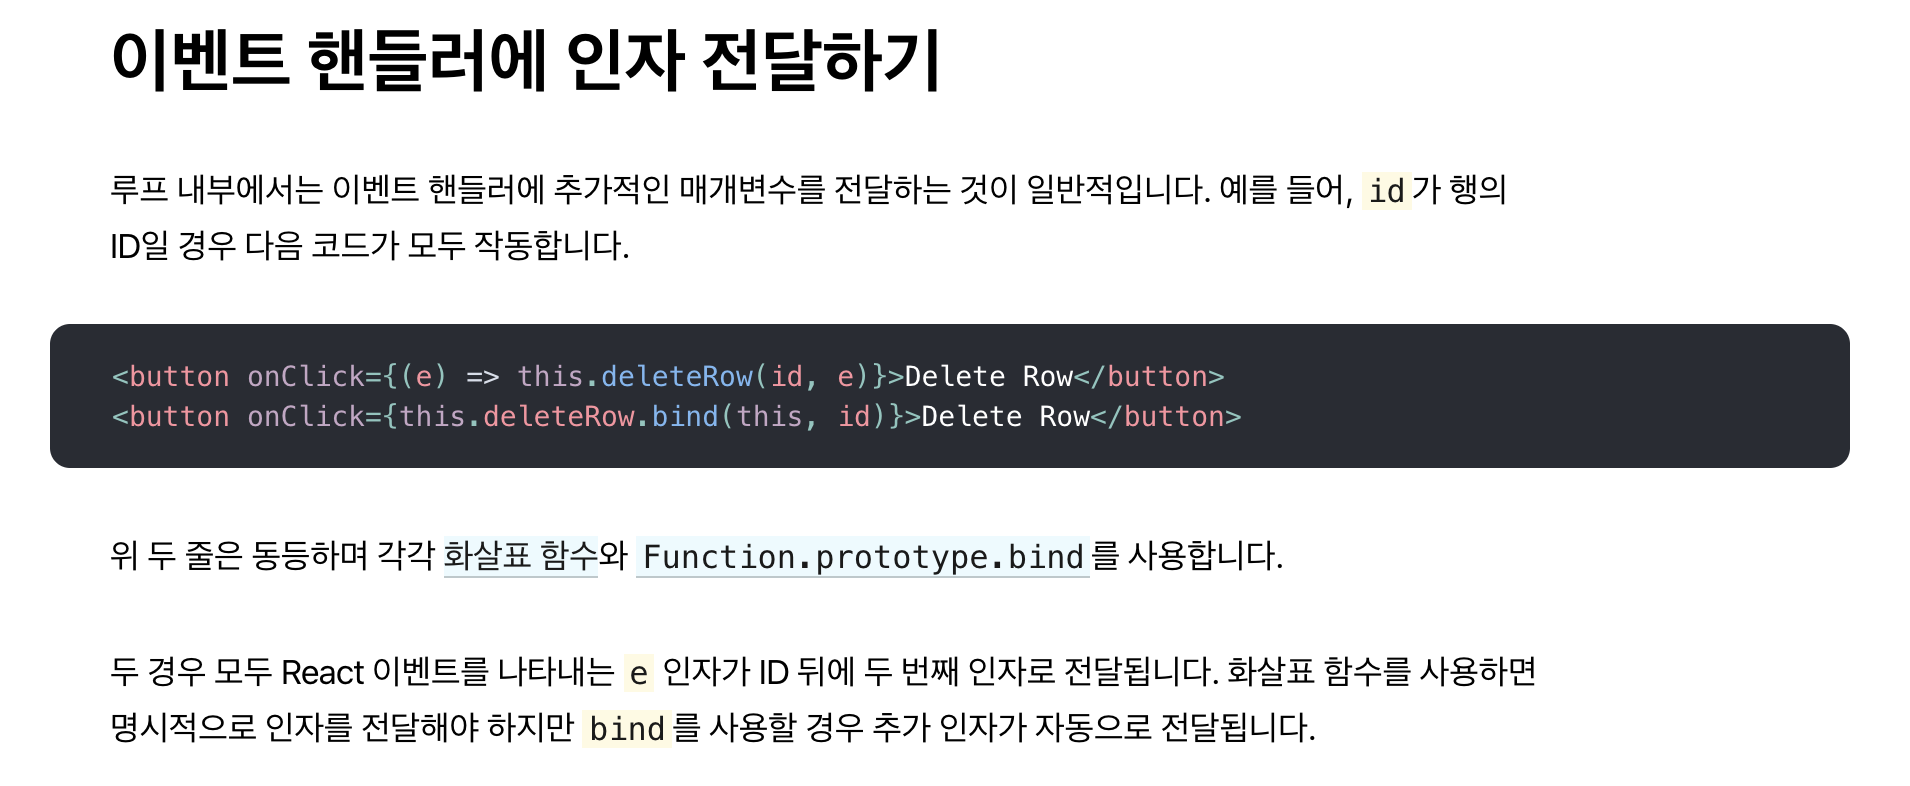 이벤트 핸들러에 인자 전달하기
루프 내부에서는 이벤트 핸들러에 추가적인 매개변수를 전달하는 것이 일반적입니다. 예를 들어, id가 행의
ID일 경우 다음 코드가 모두 작동합니다.
<button onClick={(e) => this.deleteRow(id, e)}>Delete Row</button>
<button onClick={this.deleteRow.bind(this, id)}>Delete Row</button>
위 두 줄은 동등하며 각각 화살표 함수와 Function.prototype.bind를 사용합니다.
두 경우 모두 React 이벤트를 나타내는 e 인자가 ID 뒤에 두 번째 인자로 전달됩니다. 화살표 함수를 사용하면
명시적으로 인자를 전달해야 하지만 bind를 사용할 경우 추가 인자가 자동으로 전달됩니다.